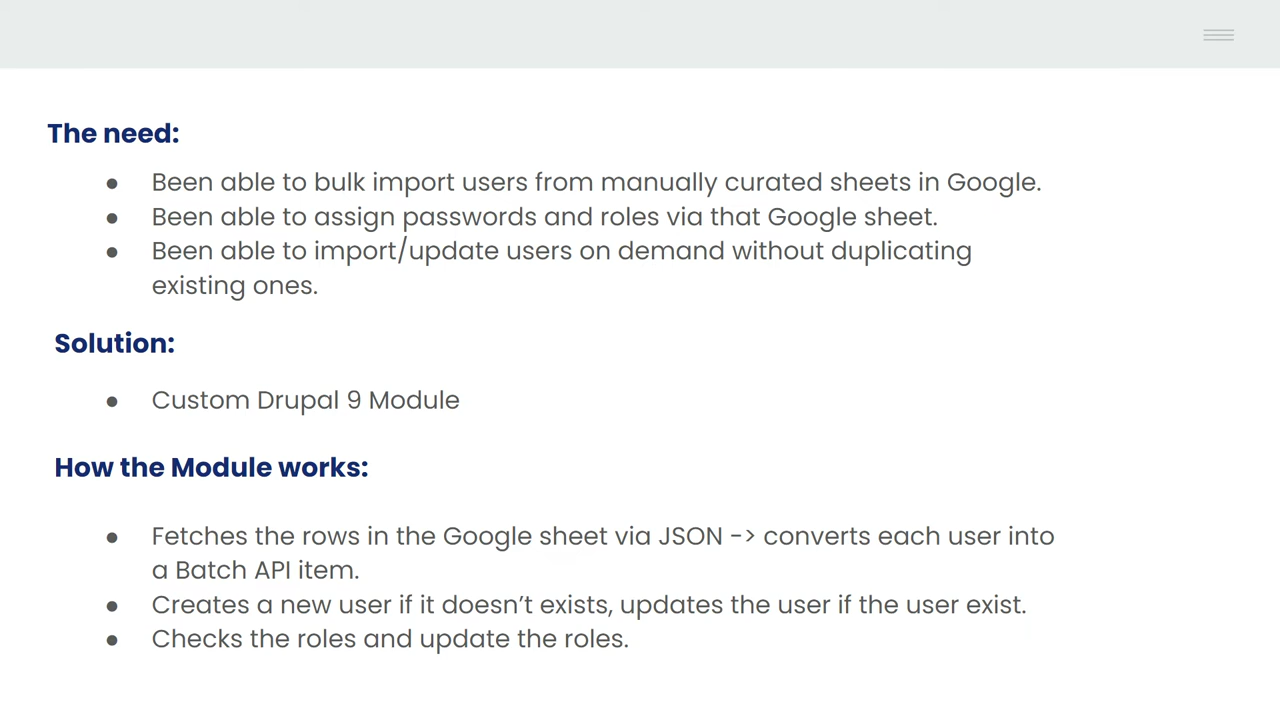 The need:
● Been able to bulk import users from manually curated sheets in Google.
● Been able to assign passwords and roles via that Google sheet.
● Been able to import/update users on demand without duplicating
existing ones.
Solution:
● Custom Drupal 9 Module
How the Module works:
● Fetches the rows in the Google sheet via JSON -> converts each user into
a Batch API item.
● Creates a new user if it doesn’t exists, updates the user if the user exist.
● Checks the roles and update the roles.